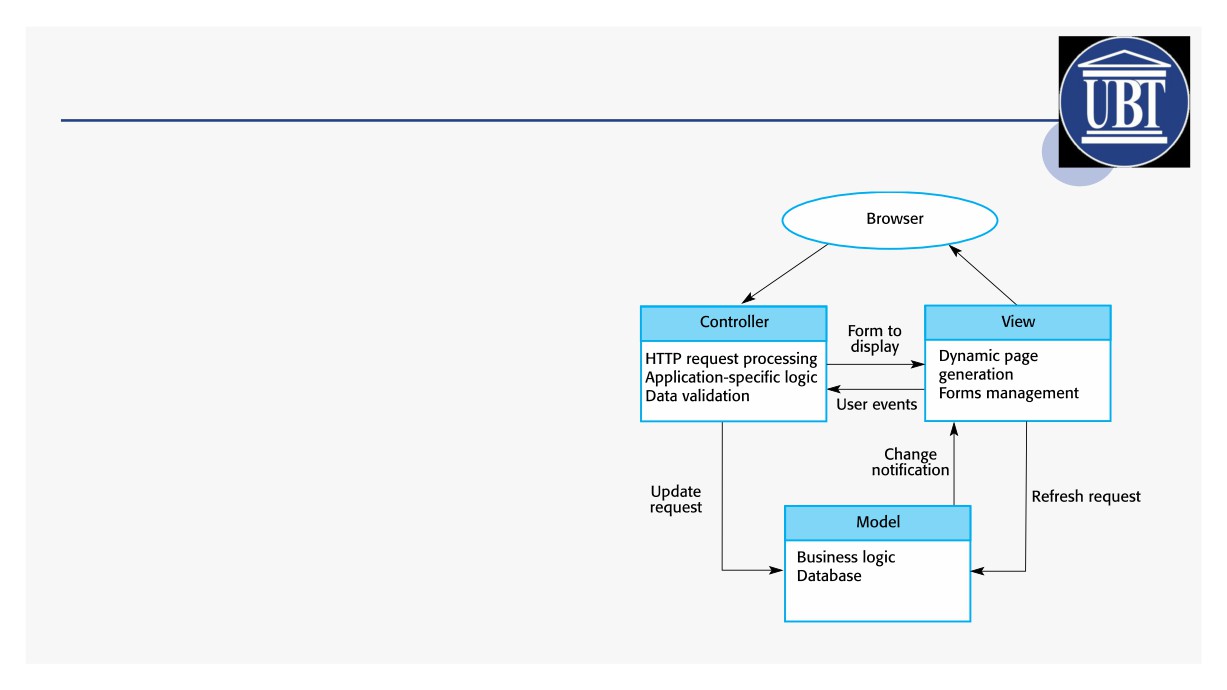 UBT
Browser
Controller
HTTP request processing
Application-specific logic
Data validation
Form to
display
User events
View
Dynamic page
generation
Forms management
Update
request
Change
notification
Refresh request
Model
Business logic
Database